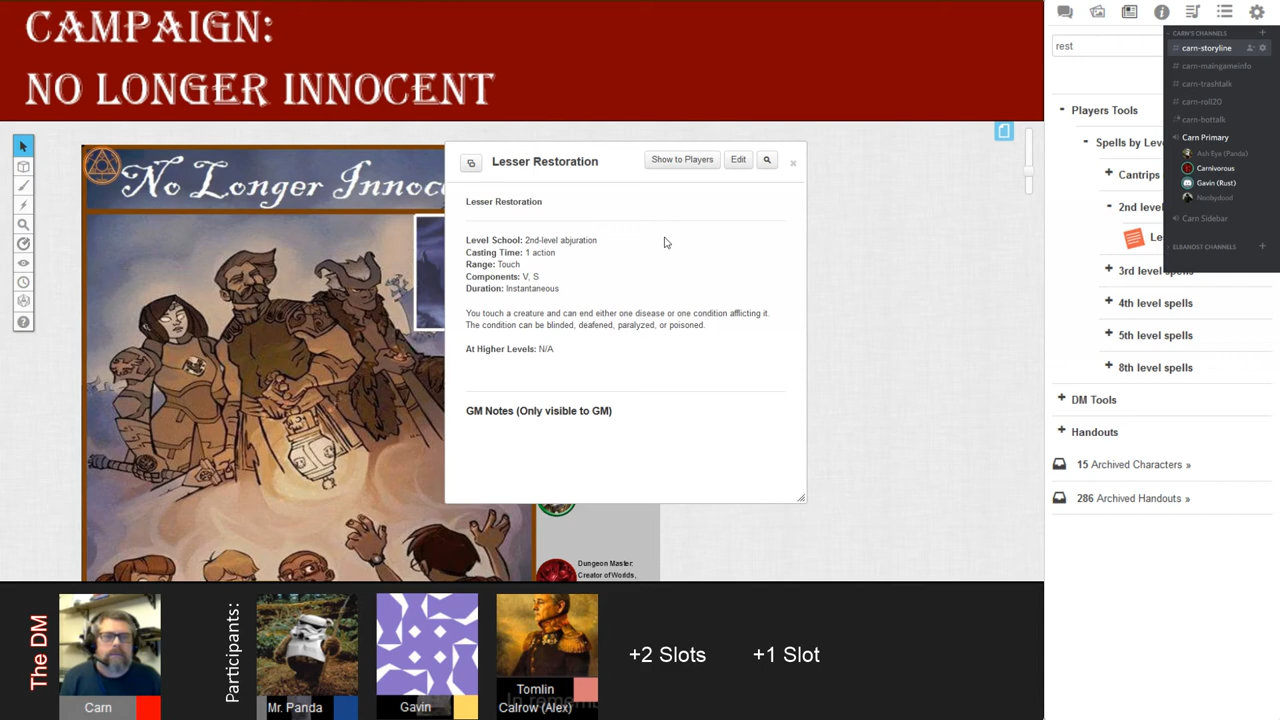 CAMPAIGN:
NO LONGER INNOCENT
No Longer Innoc
Lesser Restoration
Show to Players
Edit
Lesser Restoration
Level School: 2nd-level abjuration
Casting Time: 1 action
Range: Touch
Components: V, S
Duration: Instantaneous
You touch a creature and can end either one disease or one condition afflicting it.
The condition can be blinded, deafened, paralyzed, or poisoned.
At Higher Levels: N/A
GM Notes (Only visible to GM)
Dungeon Master:
Creator of Worlds,
rest
Players Tools
Spells by Leve
Cantrips
2nd level
Le
3rd level spells
4th level spells
5th level spells
8th level spells
DM Tools
Handouts
15 Archived Characters »
286 Archived Handouts »
CARN'S CHANNELS
carn-storyline
carn-maingameinfo
carn-trashtalk
carn-roll20
carn-bottalk
Carn Primary
Ash Eye (Panda)
Carnivorous
Gavin (Rust)
Carn Sidebar
ELBANOST CHANNELS
The DM
Carn
Participants:
Mr. Panda
Gavin
Tomlin
Calrow (Alex)
+2 Slots
+1 Slot